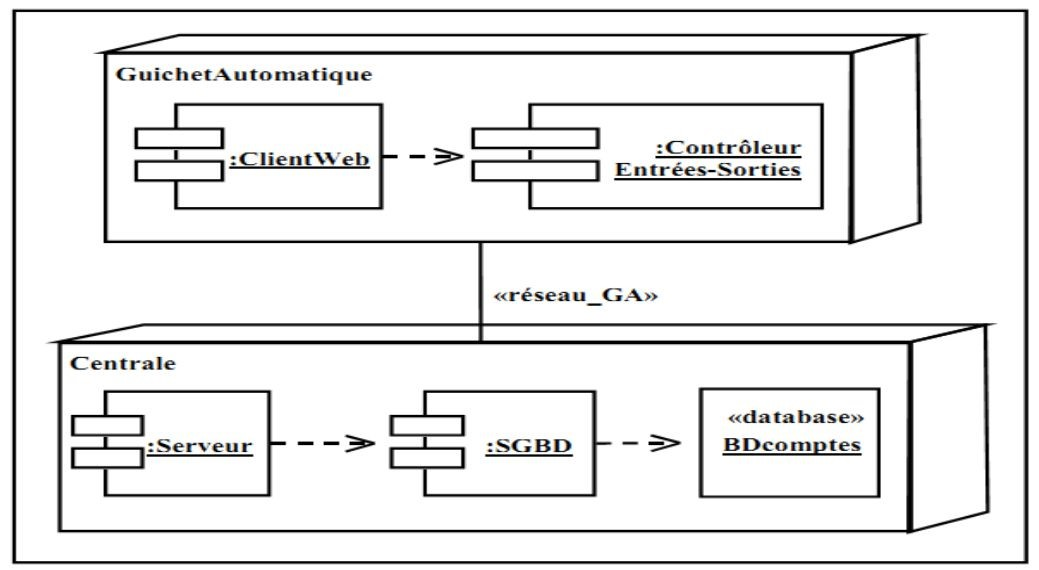 GuichetAutomatique
:ClientWeb
:Contrôleur
Entrées-Sorties
«réseau_GA»
Centrale
:Serveur
:SGBD
«database»
BDcomptes